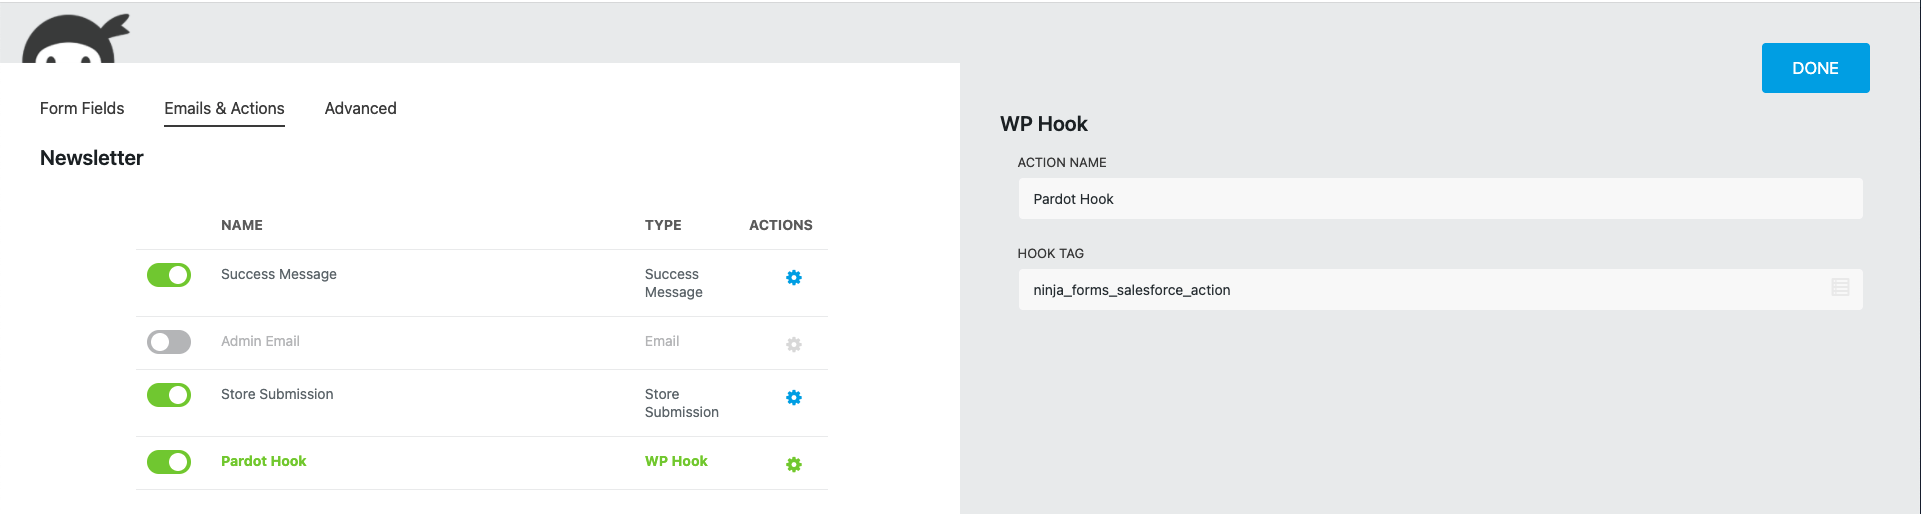 DONE
Form Fields Emails & Actions Advanced
Newsletter
NAME TYPE ACTIONS
Success Message Success
Message
Admin Email Email
Store Submission Store
Submission
Pardot Hook WP Hook
WP Hook
ACTION NAME
Pardot Hook
HOOK TAG
ninja_forms_salesforce_action